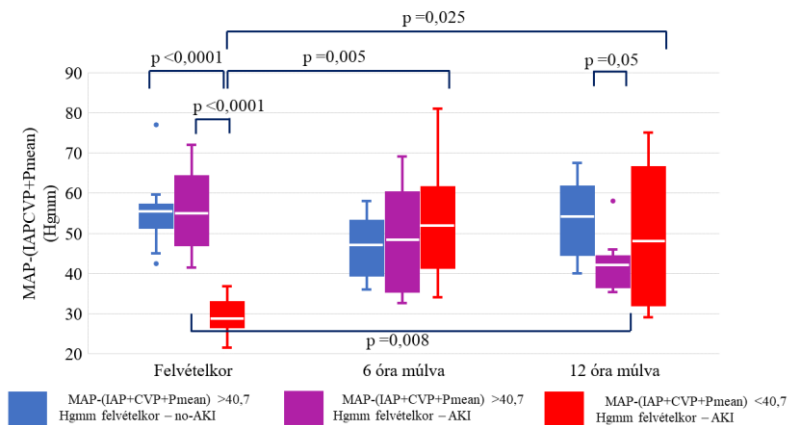 p =0,025
p <0,0001
p =0,005
p =0,05
p <0,0001
MAP-(IAPCVP+Pmean)
(Hgmm)
90
80
70
60
50
40
30
20
p =0,008
Felvételkor
6 óra múlva
12 óra múlva
MAP-(IAP+CVP+Pmean) >40,7
Hgmm felvételkor – no-AKI
MAP-(IAP+CVP+Pmean) >40,7
Hgmm felvételkor – AKI
MAP-(IAP+CVP+Pmean) <40,7
Hgmm felvételkor – AKI